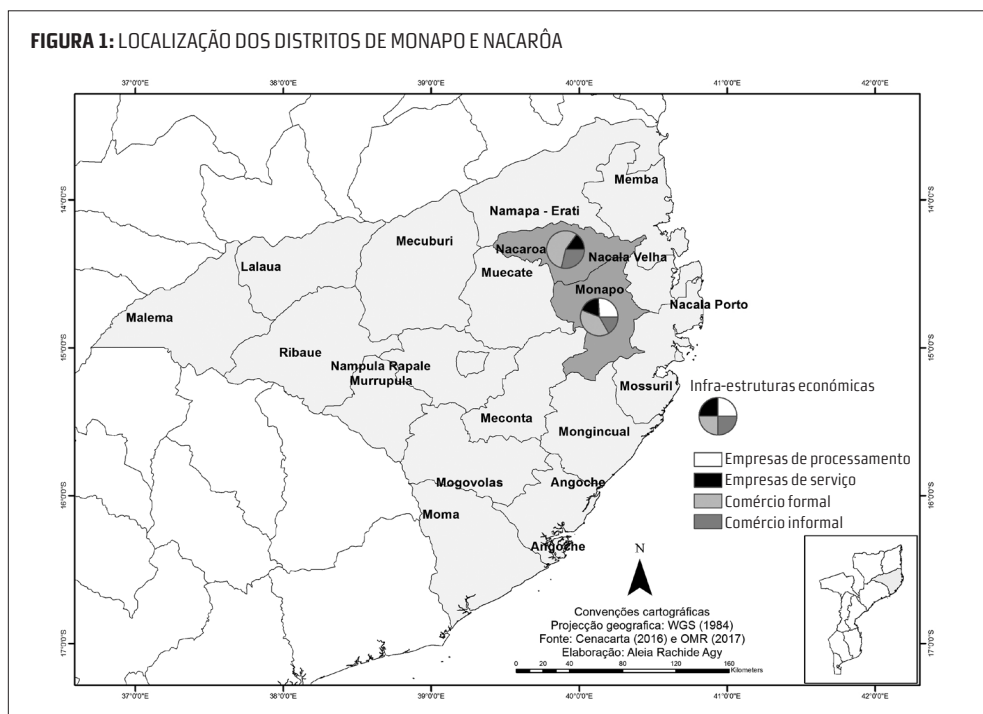 FIGURA 1: LOCALIZAÇÃO DOS DISTRITOS DE MONAPO E NACARÔA
37°0'0"E 38°0'0"E 39°0'0"E 40°0'0"E 41°0'0"E 42°0'0"E
14°0'0"S
15°0'0"S
16°0'0"S
17°0'0"S
Memba
Namapa - Erati
Mecuburi
Nacaroa
Nacala Velha
Lalaua
Muecate
Monapo
Nacala Porto
Malema
Ribaue
Nampula Rapale
Murrupula
Mossuril
Meconta
Mongincual
Mogovolas
Angoche
Moma
Angoche
Infra-estruturas económicas
Empresas de processamento
Empresas de serviço
Comércio formal
Comércio informal
N
Convenções cartográficas
Projecção geografica: WGS (1984)
Fonte: Cenacarta (2016) e OMR (2017)
Elaboração: Aleia Rachide Agy
0 20 40 80 120 160
Kilometers
14°0'0"S
15°0'0"S
16°0'0"S
17°0'0"S
37°0'0"E 38°0'0"E 39°0'0"E 40°0'0"E 41°0'0"E 42°0'0"E